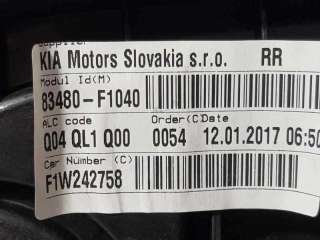 Supplier
KIA Motors Slovakia s.r.o. RR
Modul Id(M)
83480-F1040
ALC code Order(C)Date
Q04 QL1 Q00 0054 12.01.2017 06:50
Car Number (C)
F1W242758